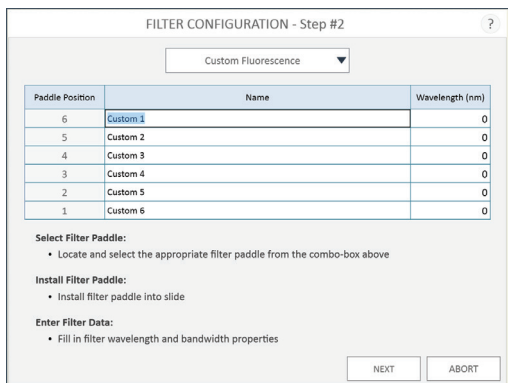 FILTER CONFIGURATION - Step #2 ?
Custom Fluorescence
Paddle Position Name Wavelength (nm)
6 Custom 1 0
5 Custom 2 0
4 Custom 3 0
3 Custom 4 0
2 Custom 5 0
1 Custom 6 0
Select Filter Paddle:
• Locate and select the appropriate filter paddle from the combo-box above
Install Filter Paddle:
• Install filter paddle into slide
Enter Filter Data:
• Fill in filter wavelength and bandwidth properties
NEXT ABORT